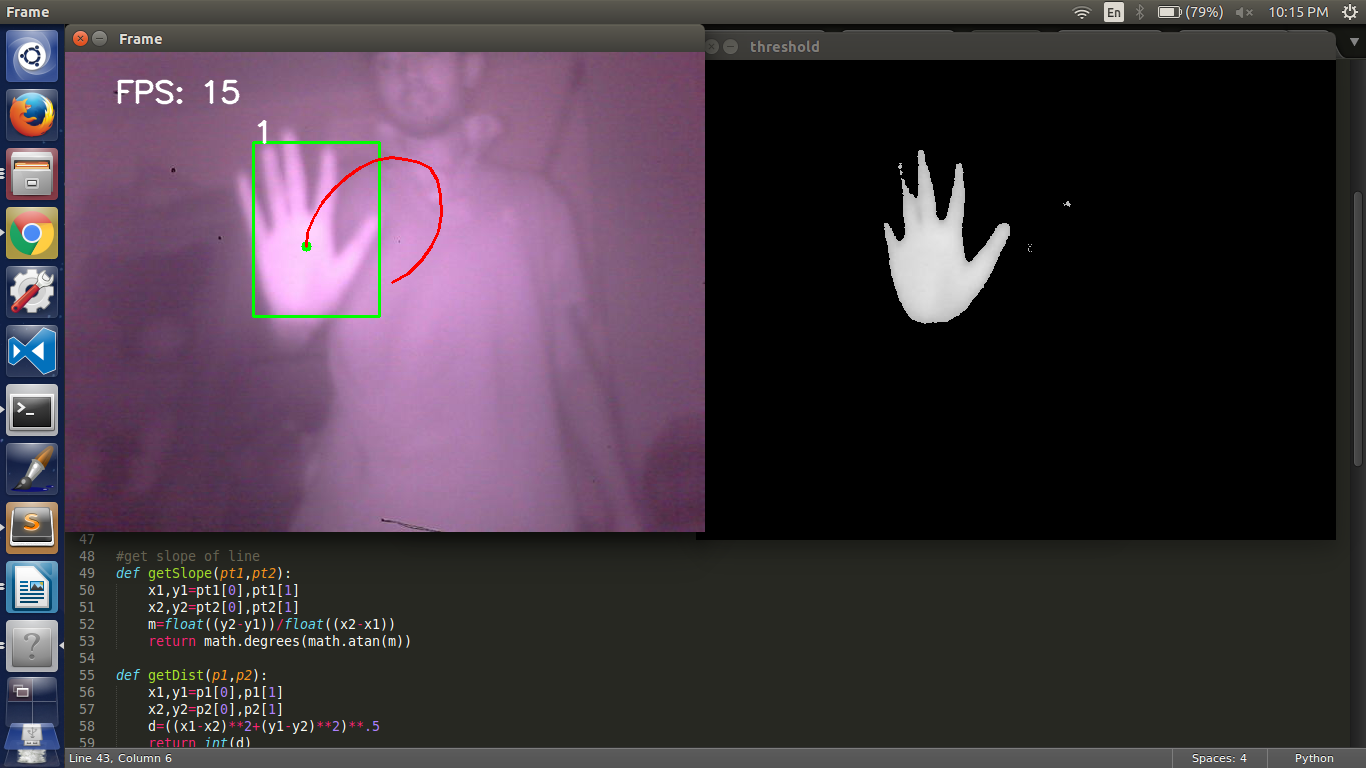 Frame
En
(79%)
10:15 PM
Frame
threshold
FPS: 15
1
47
48 #get slope of line
49 def getSlope(pt1,pt2):
50 x1,y1=pt1[0],pt1[1]
51 x2,y2=pt2[0],pt2[1]
52 m=float((y2-y1))/float((x2-x1))
53 return math.degrees(math.atan(m))
54
55 def getDist(p1,p2):
56 x1,y1=p1[0],p1[1]
57 x2,y2=p2[0],p2[1]
58 d=((x1-x2)**2+(y1-y2)**2)**.5
59 return int(d)
Line 43, Column 6
Spaces: 4
Python